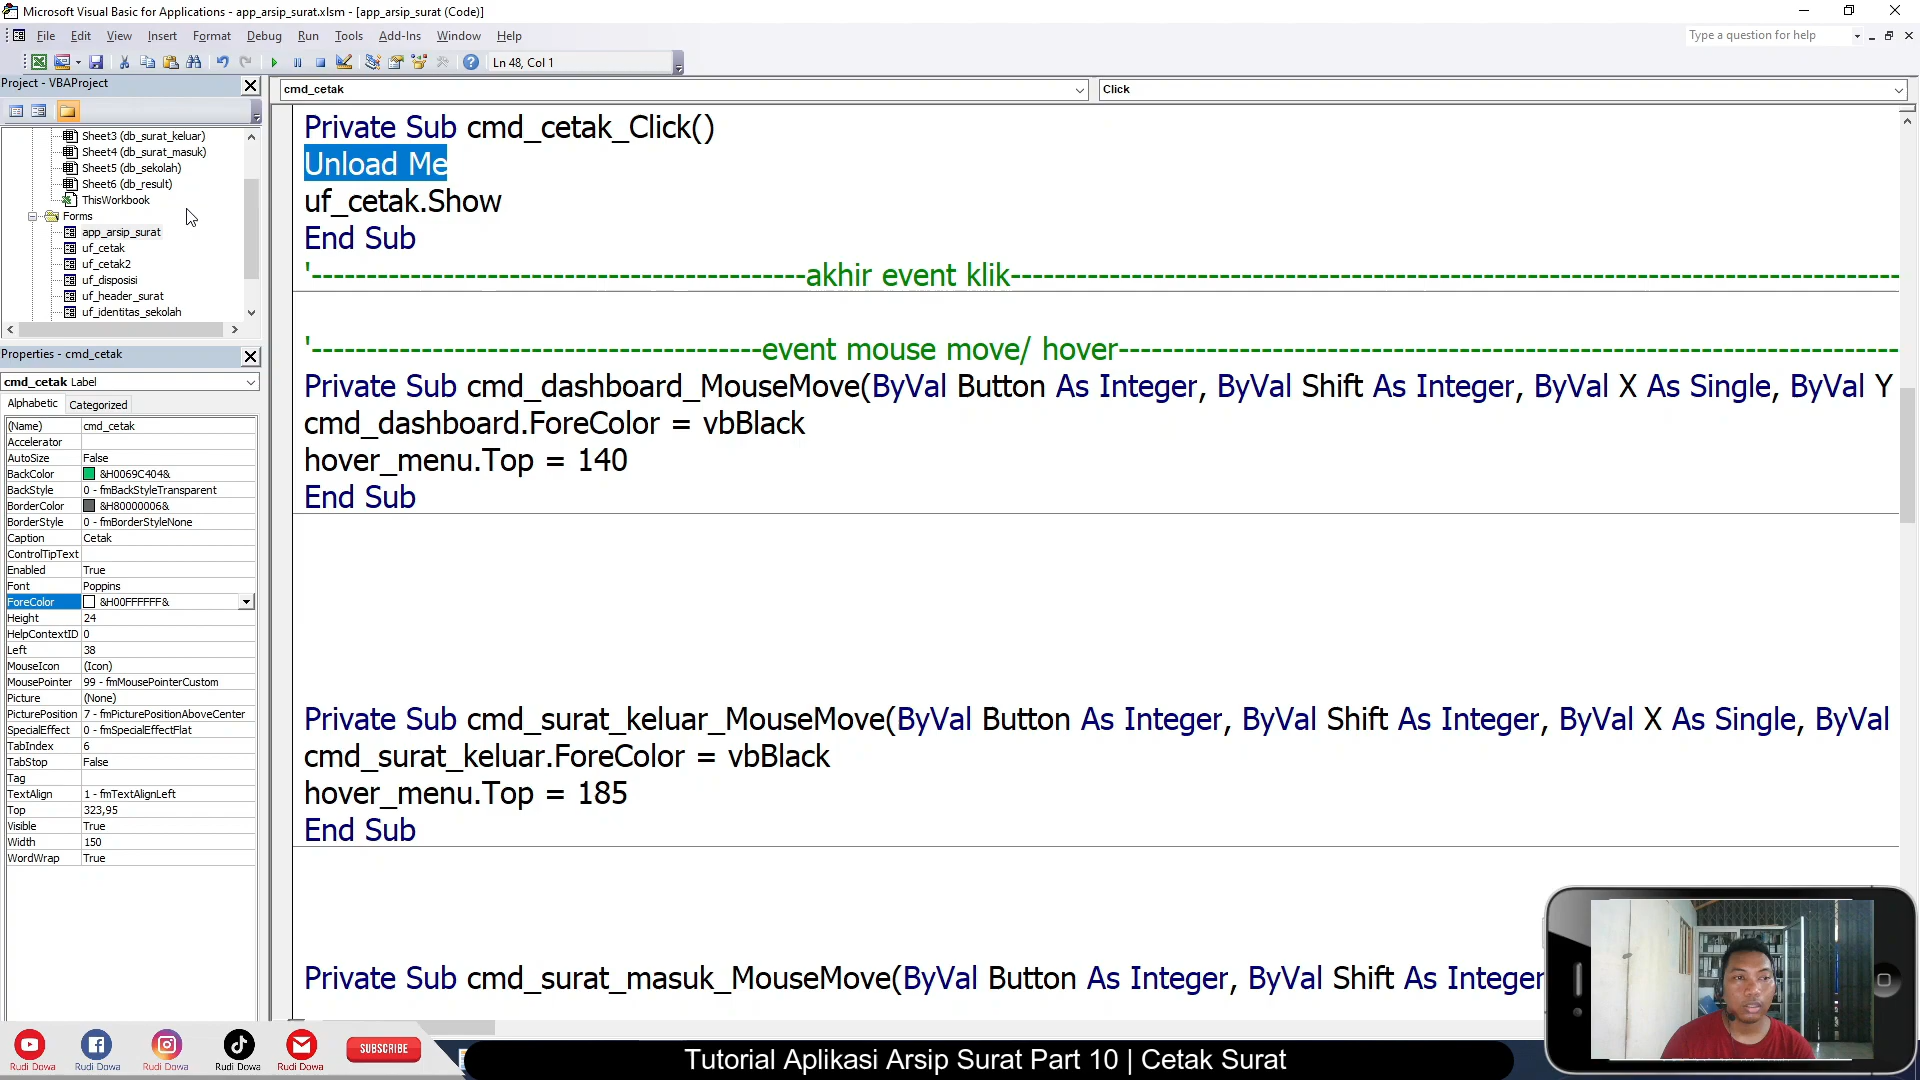 Microsoft Visual Basic for Applications - app_arsip_surat.xlsm - [app_arsip_surat (Code)]
File Edit View Insert Format Debug Run Tools Add-Ins Window Help
Type a question for help
Ln 48, Col 1
Project - VBAProject
cmd_cetak
Click
Sheet3 (db_surat_keluar)
Sheet4 (db_surat_masuk)
Sheet5 (db_sekolah)
Sheet6 (db_result)
ThisWorkbook
Forms
app_arsip_surat
uf_cetak
uf_cetak2
uf_disposisi
uf_header_surat
uf_identitas_sekolah
Properties - cmd_cetak
cmd_cetak Label
Alphabetic Categorized
(Name) cmd_cetak
Accelerator
AutoSize False
BackColor &H0069C404&
BackStyle 0 - fmBackStyleTransparent
BorderColor &H80000006&
BorderStyle 0 - fmBorderStyleNone
Caption Cetak
ControlTipText
Enabled True
Font Poppins
ForeColor &H00FFFFFF&
Height 24
HelpContextID 0
Left 38
MouseIcon (Icon)
MousePointer 99 - fmMousePointerCustom
Picture (None)
PicturePosition 7 - fmPicturePositionAboveCenter
SpecialEffect 0 - fmSpecialEffectFlat
TabIndex 6
TabStop False
Tag
TextAlign 1 - fmTextAlignLeft
Top 323,95
Visible True
Width 150
WordWrap True
Private Sub cmd_cetak_Click()
Unload Me
uf_cetak.Show
End Sub
'---------------------------------------------akhir event klik---------------------------------------------------------------------------------
'-----------------------------------------event mouse move/ hover-----------------------------------------------------------------------
Private Sub cmd_dashboard_MouseMove(ByVal Button As Integer, ByVal Shift As Integer, ByVal X As Single, ByVal Y
cmd_dashboard.ForeColor = vbBlack
hover_menu.Top = 140
End Sub
Private Sub cmd_surat_keluar_MouseMove(ByVal Button As Integer, ByVal Shift As Integer, ByVal X As Single, ByVal
cmd_surat_keluar.ForeColor = vbBlack
hover_menu.Top = 185
End Sub
Private Sub cmd_surat_masuk_MouseMove(ByVal Button As Integer, ByVal Shift As Integer
Rudi Dowa Rudi Dowa Rudi Dowa Rudi Dowa Rudi Dowa
SUBSCRIBE
Tutorial Aplikasi Arsip Surat Part 10 | Cetak Surat